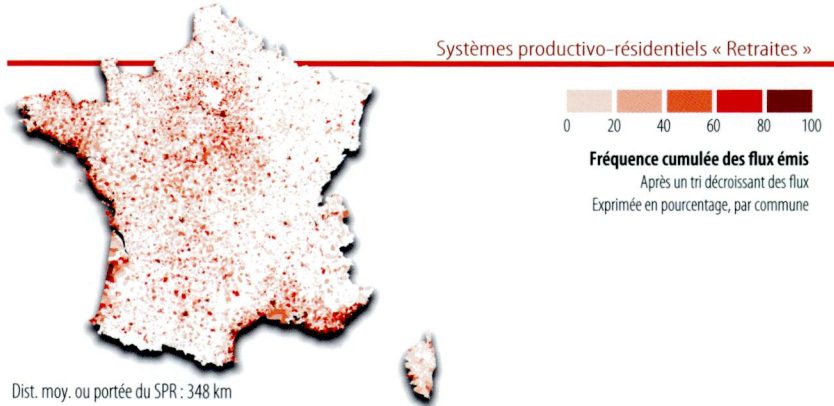 Systèmes productivo-résidentiels « Retraites »
0 20 40 60 80 100
Fréquence cumulée des flux émis
Après un tri décroissant des flux
Exprimée en pourcentage, par commune
Dist. moy. ou portée du SPR : 348 km